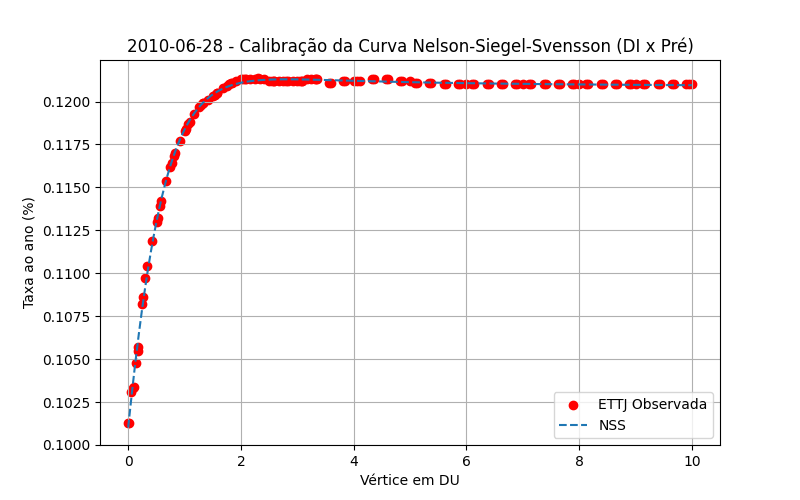 2010-06-28 - Calibração da Curva Nelson-Siegel-Svensson (DI x Pré)
Taxa ao ano (%)
0.1200
0.1175
0.1150
0.1125
0.1100
0.1075
0.1050
0.1025
0.1000
ETTJ Observada
NSS
0 2 4 6 8 10
Vértice em DU